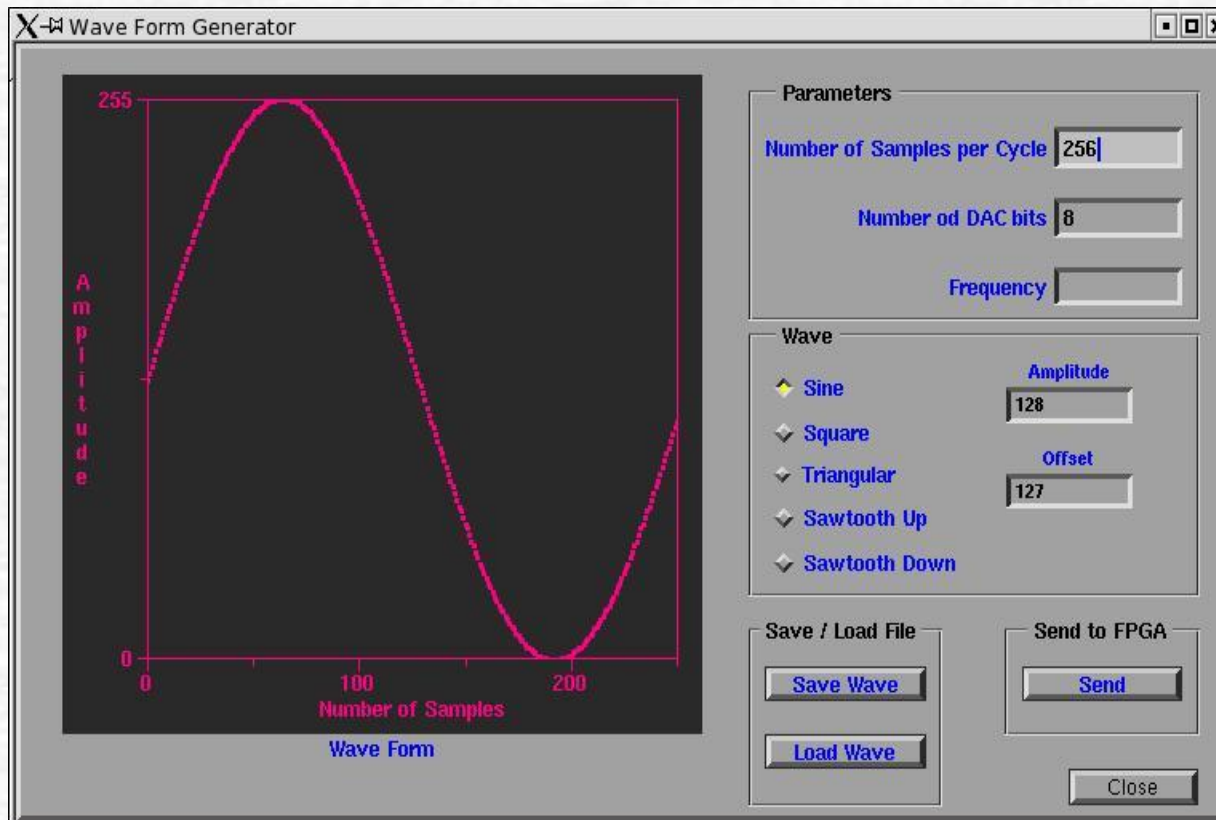 Wave Form Generator
255
Amplitude
0
0 100 200
Number of Samples
Wave Form
Parameters
Number of Samples per Cycle 256
Number od DAC bits 8
Frequency
Wave
Sine
Square
Triangular
Sawtooth Up
Sawtooth Down
Amplitude
128
Offset
127
Save / Load File
Save Wave
Load Wave
Send to FPGA
Send
Close